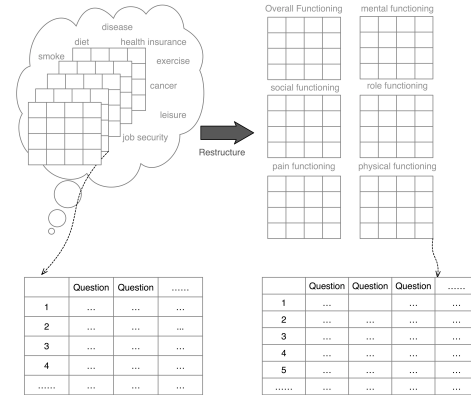 disease
diet health insurance
smoke exercise
cancer
leisure
job security
Restructure
Overall Functioning mental functioning
social functioning role functioning
pain functioning physical functioning
Question Question ……
1 … … …
2 … … ...
3 … … …
4 … … …
…… … … …
Question Question Question ……
1 … … …
2 … … … …
3 … … … …
4 … … … …
5 … … … …
…… … … … …